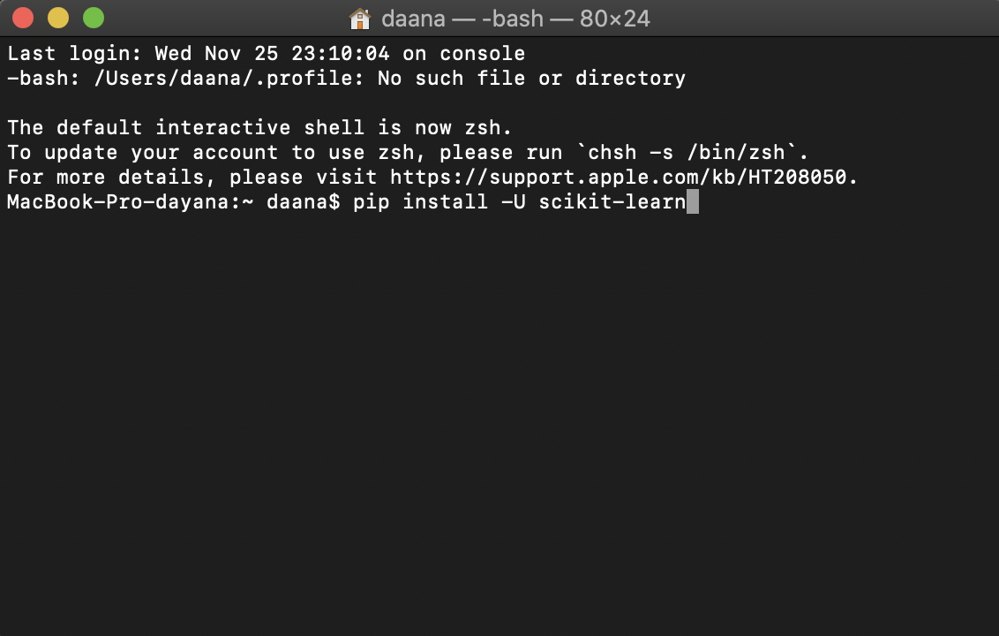 daana — -bash — 80×24
Last login: Wed Nov 25 23:10:04 on console
-bash: /Users/daana/.profile: No such file or directory
The default interactive shell is now zsh.
To update your account to use zsh, please run `chsh -s /bin/zsh`.
For more details, please visit https://support.apple.com/kb/HT208050.
MacBook-Pro-dayana:~ daana$ pip install -U scikit-learn